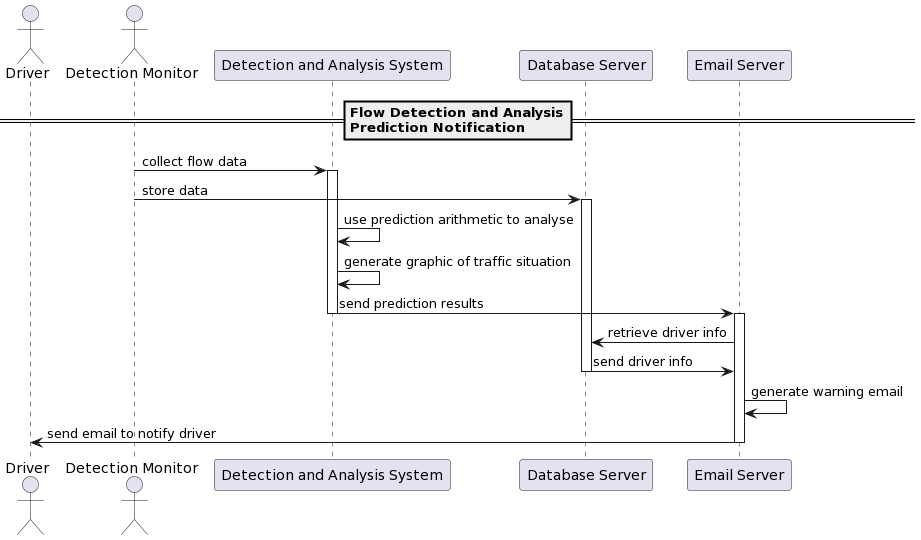 Driver
Detection Monitor
Detection and Analysis System
Database Server
Email Server
Flow Detection and Analysis
Prediction Notification
collect flow data
store data
use prediction arithmetic to analyse
generate graphic of traffic situation
send prediction results
retrieve driver info
send driver info
generate warning email
send email to notify driver
Driver
Detection Monitor
Detection and Analysis System
Database Server
Email Server